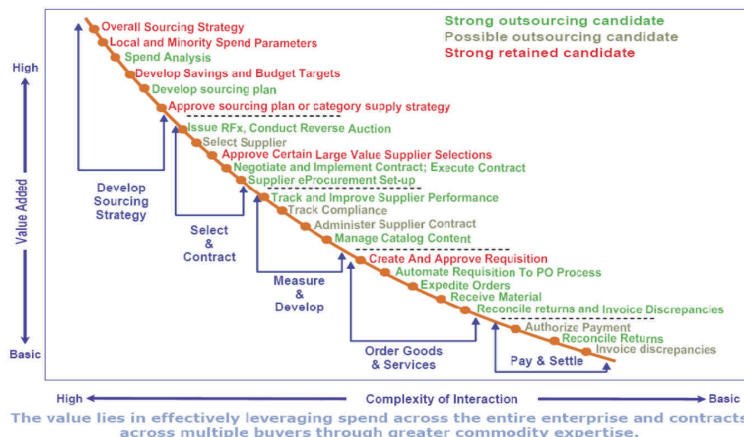 Overall Sourcing Strategy
Local and Minority Spend Parameters
Spend Analysis
Develop Savings and Budget Targets
Develop sourcing plan
Approve sourcing plan or category supply strategy
Issue RFx, Conduct Reverse Auction
Select Supplier
Approve Certain Large Value Supplier Selections
Negotiate and Implement Contract; Execute Contract
Supplier eProcurement Set-up
Track and Improve Supplier Performance
Track Compliance
Administer Supplier Contract
Manage Catalog Content
Create And Approve Requisition
Automate Requisition To PO Process
Expedite Orders
Receive Material
Reconcile returns and Invoice Discrepancies
Authorize Payment
Reconcile Returns
Invoice discrepancies
Strong outsourcing candidate
Possible outsourcing candidate
Strong retained candidate
High
Value Added
Basic
Develop
Sourcing
Strategy
Select
&
Contract
Measure
&
Develop
Order Goods
& Services
Pay & Settle
High
Complexity of Interaction
Basic
The value lies in effectively leveraging spend across the entire enterprise and contracts
across multiple buyers through greater commodity expertise.